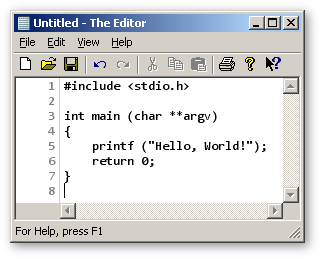 Untitled - The Editor
File Edit View Help
1 #include <stdio.h>
2
3 int main (char **argv)
4 {
5 printf ("Hello, World!");
6 return 0;
7 }
8
For Help, press F1